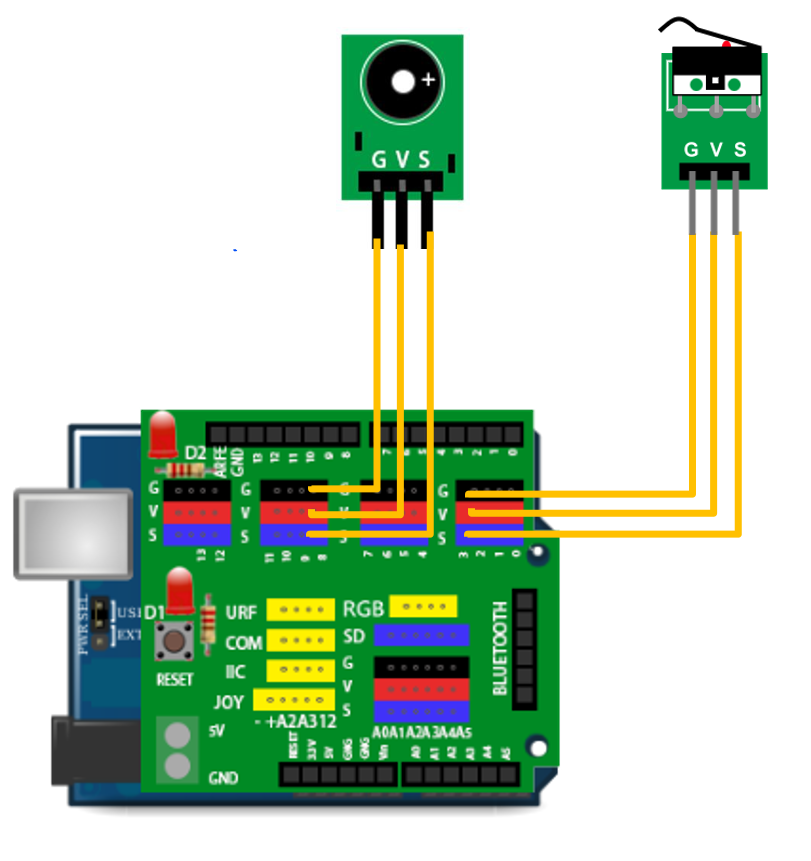 +
G V S
G V S
D2
AREF
GND
13 12 11 10 9 8
7 6 5 4 3 2 1 0
G G G G
V V V V
S S S S
13 12
11 10 9 8
7 6 5 4
3 2 1 0
PWR SEL
USB
EXT
D1
RESET
URF
COM
IIC
JOY
- +A2A312
RGB
SD
G
V
S
A0A1A2A3A4A5
BLUETOOTH
5V
GND
RESET 3.3V 5V GNG GNG Vin
A0 A1 A2 A3 A4 A5